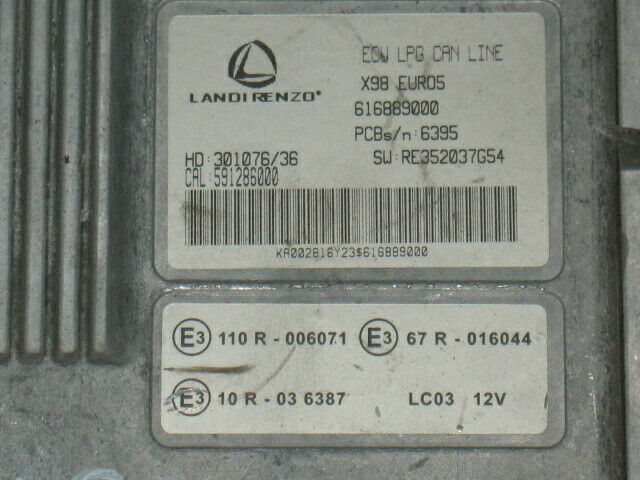 LANDIRENZO®
ECW LPG CAN LINE
X98 EURO5
616889000
PCBs/n:6395
HD:301076/36 SW:RE352037G54
CAL:591286000
KA002816Y23$616889000
E3 110 R - 006071 E3 67 R - 016044
E3 10 R - 03 6387 LC03 12V